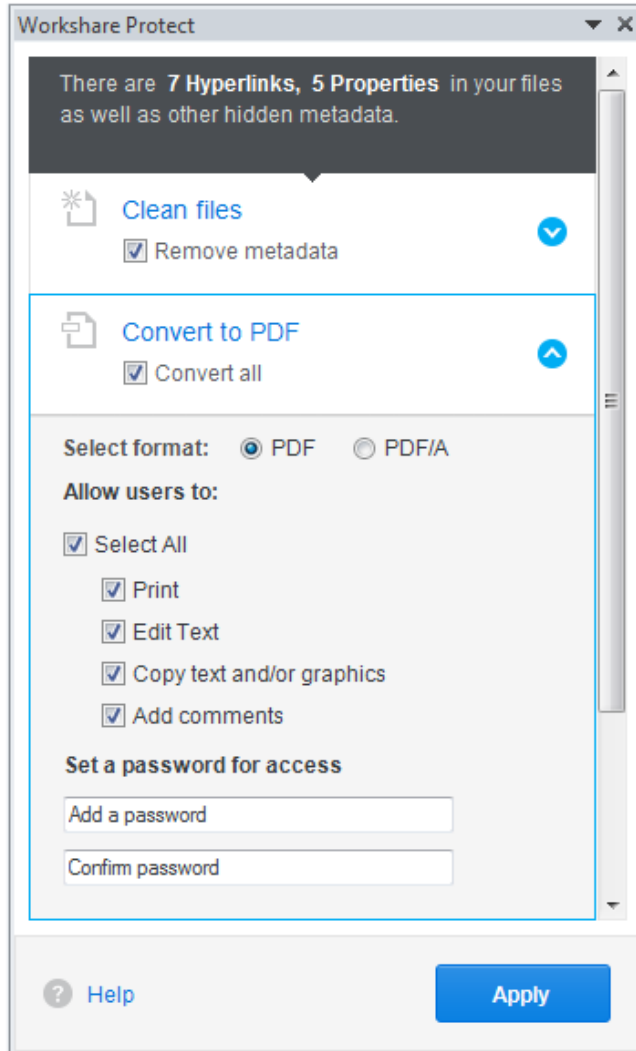 Workshare Protect
There are 7 Hyperlinks, 5 Properties in your files
as well as other hidden metadata.
Clean files
Remove metadata
Convert to PDF
Convert all
Select format: PDF PDF/A
Allow users to:
Select All
Print
Edit Text
Copy text and/or graphics
Add comments
Set a password for access
Add a password
Confirm password
? Help Apply